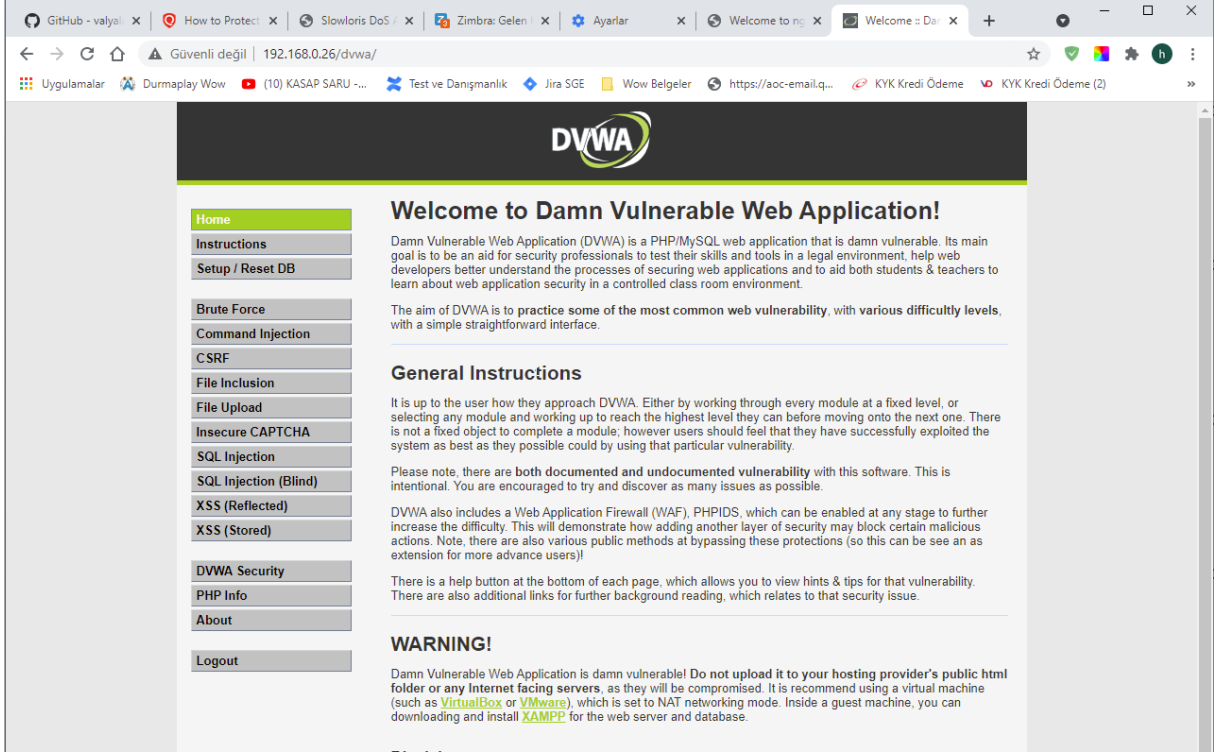 GitHub - valyal
How to Protect
Slowloris DoS A
Zimbra: Gelen
Ayarlar
Welcome to ng
Welcome :: Da
Güvenli değil | 192.168.0.26/dvwa/
h
Uygulamalar
Durmaplay Wow
(10) KASAP SARU -...
Test ve Danışmanlık
Jira SGE
Wow Belgeler
https://aoc-email.q...
KYK Kredi Ödeme
KYK Kredi Ödeme (2)
»
DVWA
Home
Instructions
Setup / Reset DB
Brute Force
Command Injection
CSRF
File Inclusion
File Upload
Insecure CAPTCHA
SQL Injection
SQL Injection (Blind)
XSS (Reflected)
XSS (Stored)
DVWA Security
PHP Info
About
Logout
Welcome to Damn Vulnerable Web Application!
Damn Vulnerable Web Application (DVWA) is a PHP/MySQL web application that is damn vulnerable. Its main
goal is to be an aid for security professionals to test their skills and tools in a legal environment, help web
developers better understand the processes of securing web applications and to aid both students & teachers to
learn about web application security in a controlled class room environment.
The aim of DVWA is to practice some of the most common web vulnerability, with various difficultly levels,
with a simple straightforward interface.
General Instructions
It is up to the user how they approach DVWA. Either by working through every module at a fixed level, or
selecting any module and working up to reach the highest level they can before moving onto the next one. There
is not a fixed object to complete a module; however users should feel that they have successfully exploited the
system as best as they possible could by using that particular vulnerability.
Please note, there are both documented and undocumented vulnerability with this software. This is
intentional. You are encouraged to try and discover as many issues as possible.
DVWA also includes a Web Application Firewall (WAF), PHPIDS, which can be enabled at any stage to further
increase the difficulty. This will demonstrate how adding another layer of security may block certain malicious
actions. Note, there are also various public methods at bypassing these protections (so this can be see an as
extension for more advance users)!
There is a help button at the bottom of each page, which allows you to view hints & tips for that vulnerability.
There are also additional links for further background reading, which relates to that security issue.
WARNING!
Damn Vulnerable Web Application is damn vulnerable! Do not upload it to your hosting provider's public html
folder or any Internet facing servers, as they will be compromised. It is recommend using a virtual machine
(such as VirtualBox or VMware), which is set to NAT networking mode. Inside a guest machine, you can
downloading and install XAMPP for the web server and database.